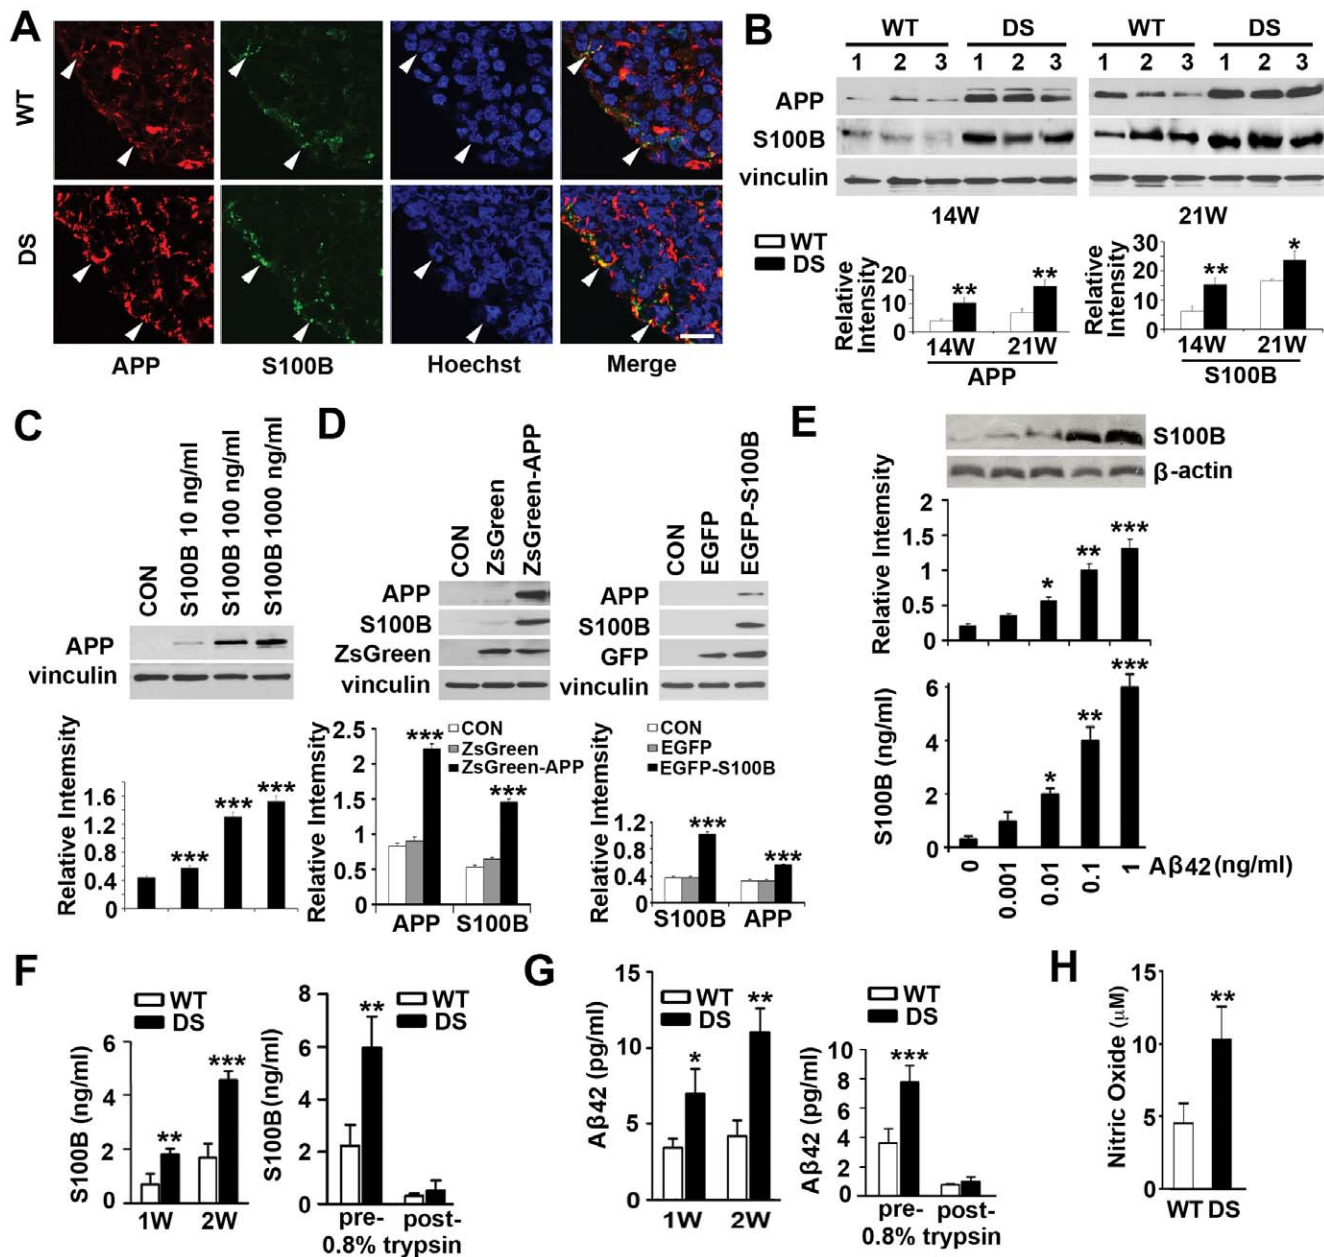 A
WT
DS
APP
S100B
Hoechst
Merge
B
WT DS WT DS
1 2 3 1 2 3 1 2 3 1 2 3
APP
S100B
vinculin
14W 21W
WT
DS
Relative Intensity
20
10
0
** **
14W 21W
APP
Relative Intensity
30
20
10
0
** *
14W 21W
S100B
C
CON
S100B 10 ng/ml
S100B 100 ng/ml
S100B 1000 ng/ml
APP
vinculin
Relative Intemsity
1.6
1.2
0.8
0.4
0
*** *** ***
D
CON
ZsGreen
ZsGreen-APP
APP
S100B
ZsGreen
vinculin
Relative Intemsity
2.5
2
1.5
1
0.5
0
CON
ZsGreen
ZsGreen-APP
*** ***
APP S100B
CON
EGFP
EGFP-S100B
APP
S100B
GFP
vinculin
Relative Intemsity
CON
EGFP
EGFP-S100B
1.2
0.8
0.4
0
*** ***
S100B APP
E
S100B
β-actin
Relative Intemsity
2
1.5
1
0.5
0
* ** ***
S100B (ng/ml)
6
4
2
0
* ** ***
0 0.001 0.01 0.1 1 Aβ42 (ng/ml)
F
WT
DS
S100B (ng/ml)
6
4
2
0
** ***
1W 2W
WT
DS
S100B (ng/ml)
8
6
4
2
0
**
pre- post-
0.8% trypsin
G
WT
DS
Aβ42 (pg/ml)
15
10
5
0
* **
1W 2W
WT
DS
Aβ42 (pg/ml)
10
8
6
4
2
0
***
pre- post-
0.8% trypsin
H
Nitric Oxide (μM)
15
10
5
0
**
WT DS